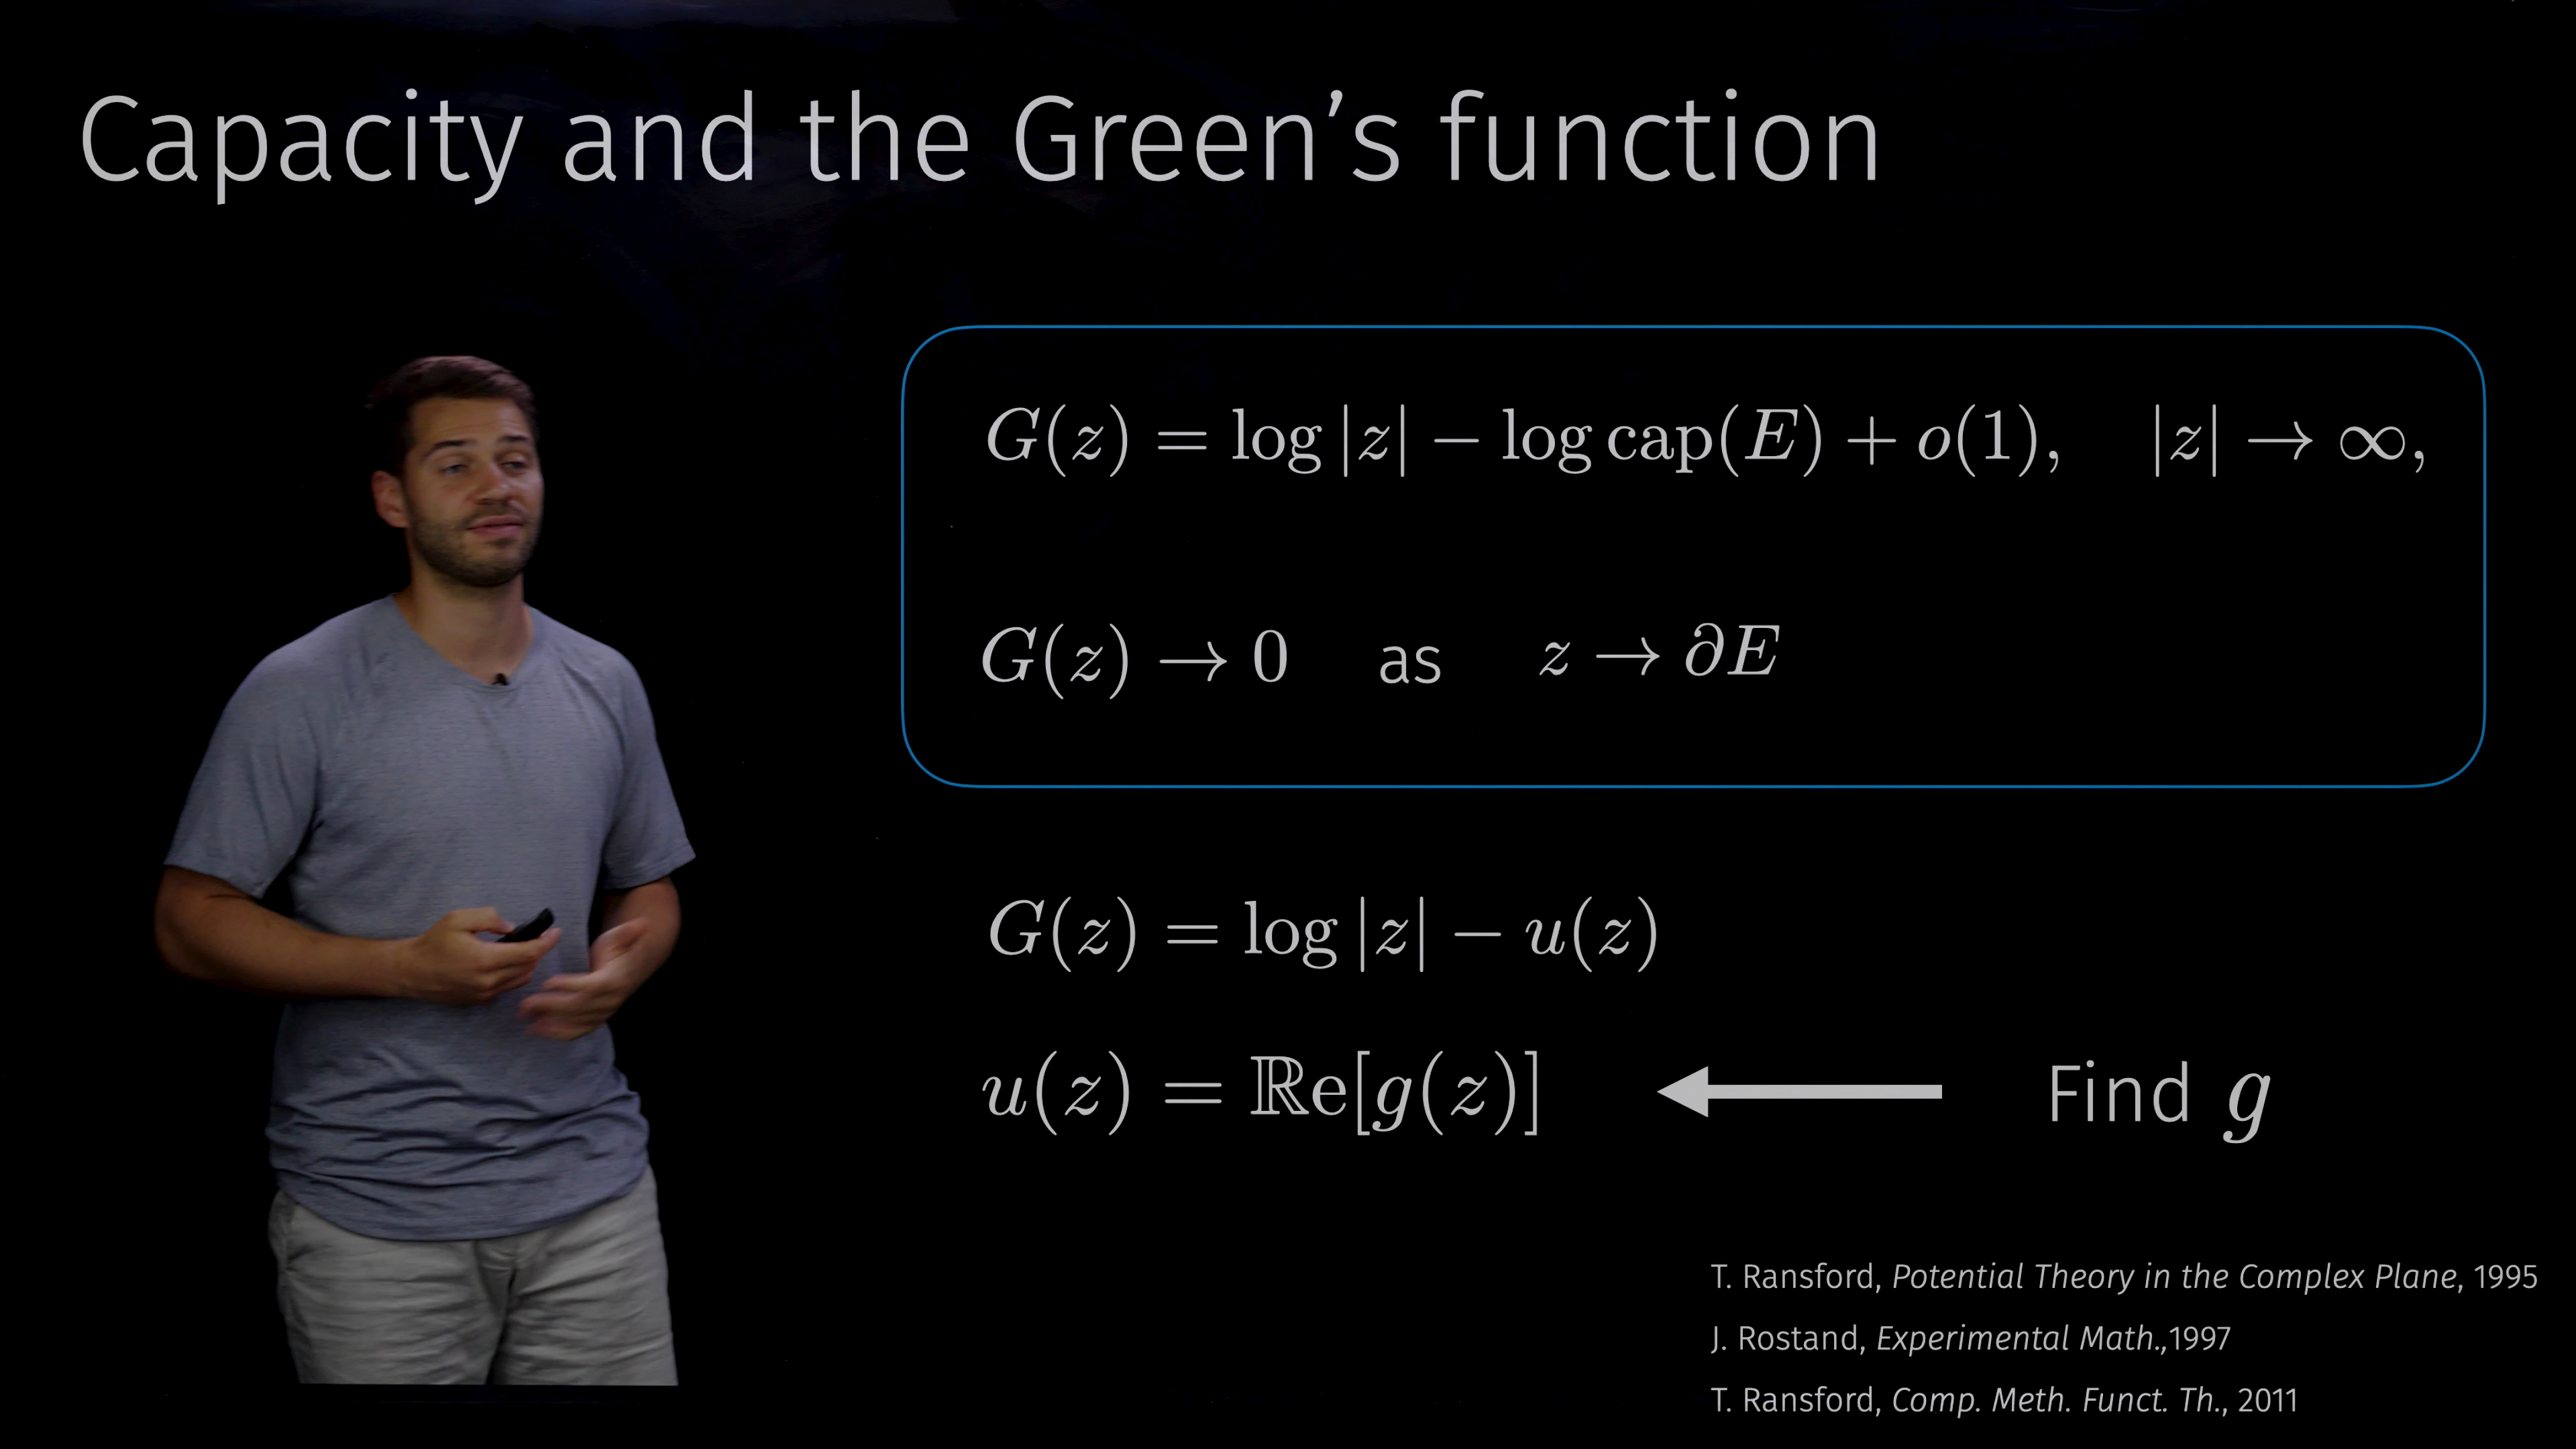 Capacity and the Green’s function
G(z) = log |z| − log cap(E) + o(1), |z| → ∞,
G(z) → 0 as z → ∂E
G(z) = log |z| − u(z)
u(z) = ℝe[g(z)] ← Find g
T. Ransford, Potential Theory in the Complex Plane, 1995
J. Rostand, Experimental Math.,1997
T. Ransford, Comp. Meth. Funct. Th., 2011